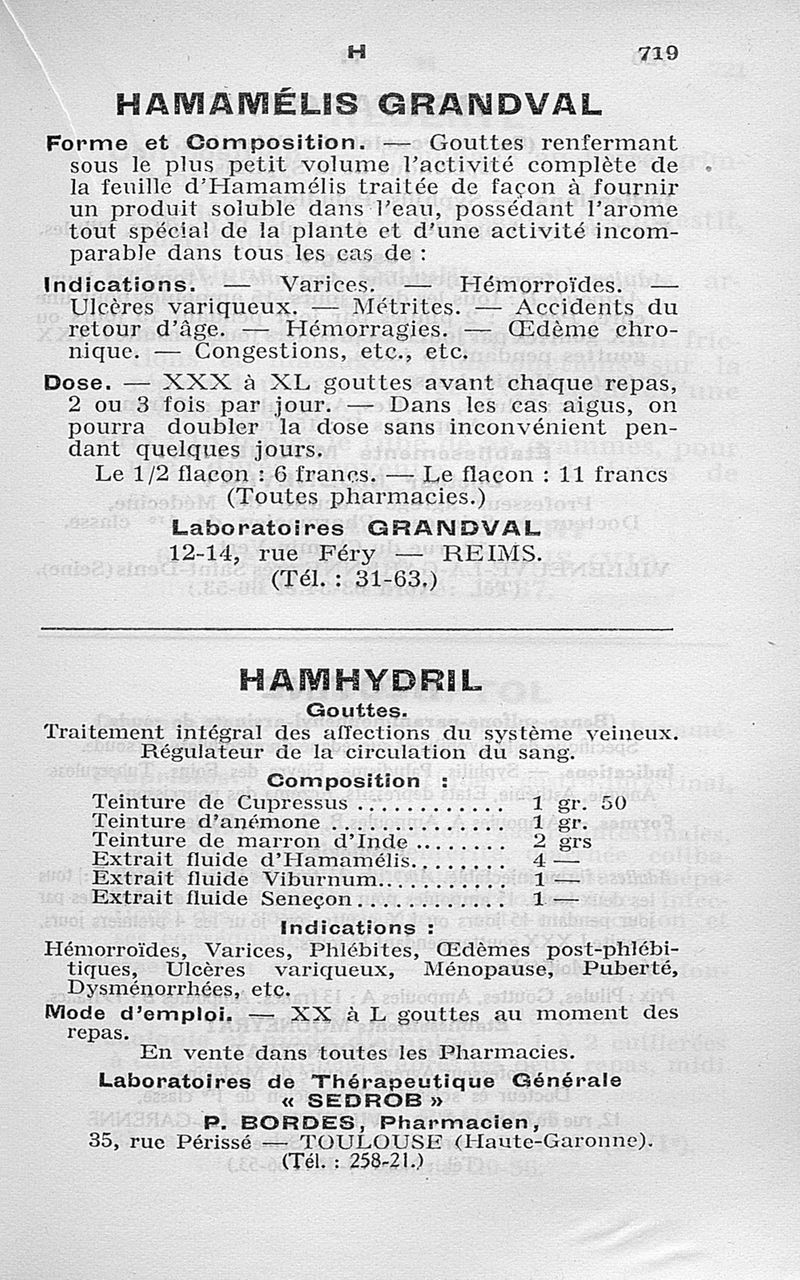 H 719
HAMAMÉLIS GRANDVAL
Forme et Composition. — Gouttes renfermant
sous le plus petit volume l'activité complète de
la feuille d'Hamamélis traitée de façon à fournir
un produit soluble dans l'eau, possédant l'arome
tout spécial de la plante et d'une activité incom-
parable dans tous les cas de :
Indications. — Varices. — Hémorroïdes. —
Ulcères variqueux. — Métrites. — Accidents du
retour d'âge. — Hémorragies. — Œdème chro-
nique. — Congestions, etc., etc.
Dose. — XXX à XL gouttes avant chaque repas,
2 ou 3 fois par jour. — Dans les cas aigus, on
pourra doubler la dose sans inconvénient pen-
dant quelques jours.
Le 1/2 flacon : 6 francs. — Le flacon : 11 francs
(Toutes pharmacies.)
Laboratoires GRANDVAL
12-14, rue Féry — REIMS.
(Tél. : 31-63.)
HAMHYDRIL
Gouttes.
Traitement intégral des affections du système veineux.
Régulateur de la circulation du sang.
Composition :
Teinture de Cupressus .............. 1 gr. 50
Teinture d'anémone ................ 1 gr.
Teinture de marron d'Inde ........ 2 grs
Extrait fluide d'Hamamélis......... 4 —
Extrait fluide Viburnum............ 1 —
Extrait fluide Seneçon.............. 1 —
Indications :
Hémorroïdes, Varices, Phlébites, Œdèmes post-phlébi-
tiques, Ulcères variqueux, Ménopause, Puberté,
Dysménorrhées, etc.
Mode d'emploi. — XX à L gouttes au moment des
repas.
En vente dans toutes les Pharmacies.
Laboratoires de Thérapeutique Générale
« SEDROB »
P. BORDES, Pharmacien,
35, rue Périssé — TOULOUSE (Haute-Garonne).
(Tél. : 258-21.)